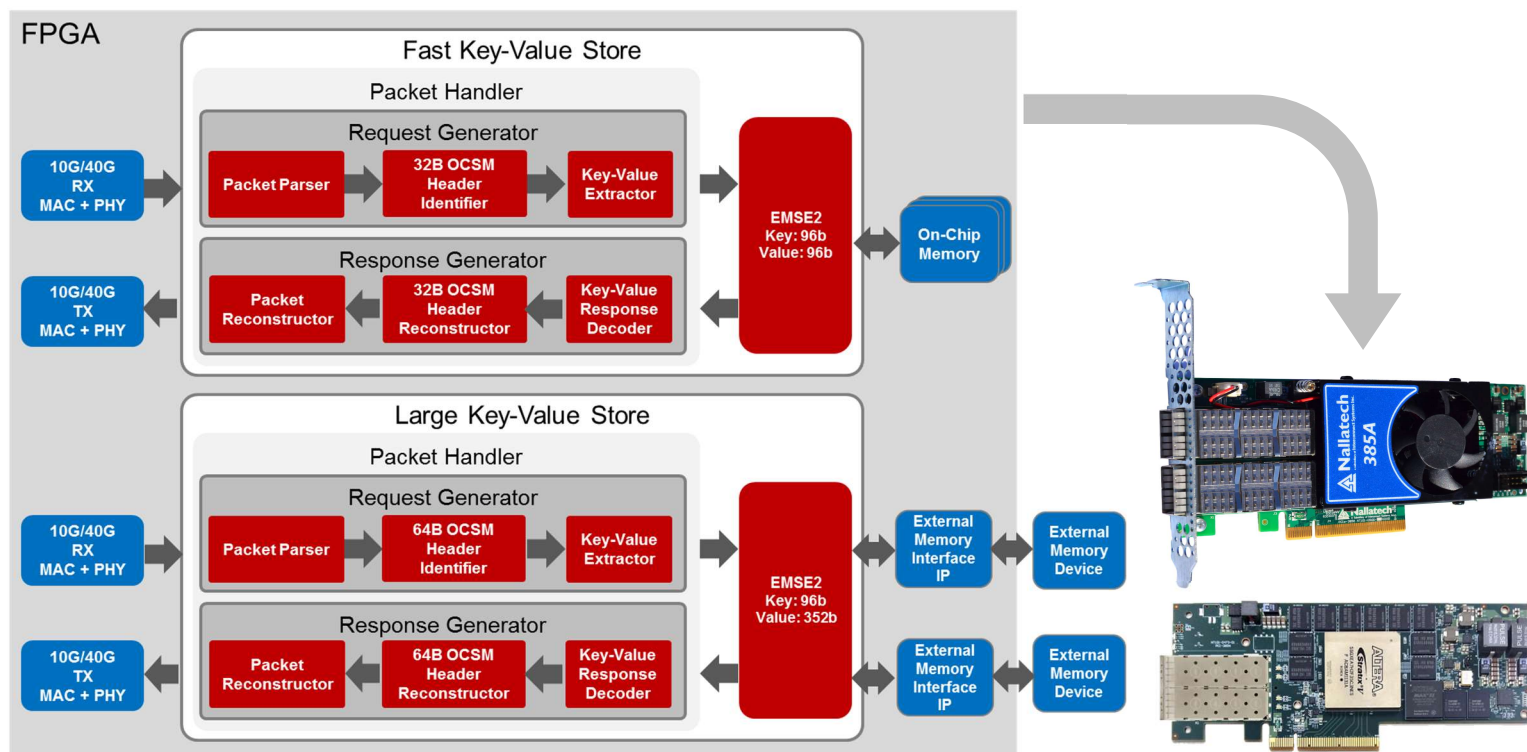 FPGA
Fast Key-Value Store
Packet Handler
Request Generator
10G/40G
RX
MAC + PHY
Packet Parser
32B OCSM
Header
Identifier
Key-Value
Extractor
EMSE2
Key: 96b
Value: 96b
On-Chip
Memory
Response Generator
10G/40G
TX
MAC + PHY
Packet
Reconstructor
32B OCSM
Header
Reconstructor
Key-Value
Response
Decoder
Large Key-Value Store
Packet Handler
Request Generator
10G/40G
RX
MAC + PHY
Packet Parser
64B OCSM
Header
Identifier
Key-Value
Extractor
EMSE2
Key: 96b
Value: 352b
External
Memory
Interface
IP
External
Memory
Device
Response Generator
10G/40G
TX
MAC + PHY
Packet
Reconstructor
64B OCSM
Header
Reconstructor
Key-Value
Response
Decoder
External
Memory
Interface
IP
External
Memory
Device
Nallatech
385A
Nallatech
ALTERA
Stratix V